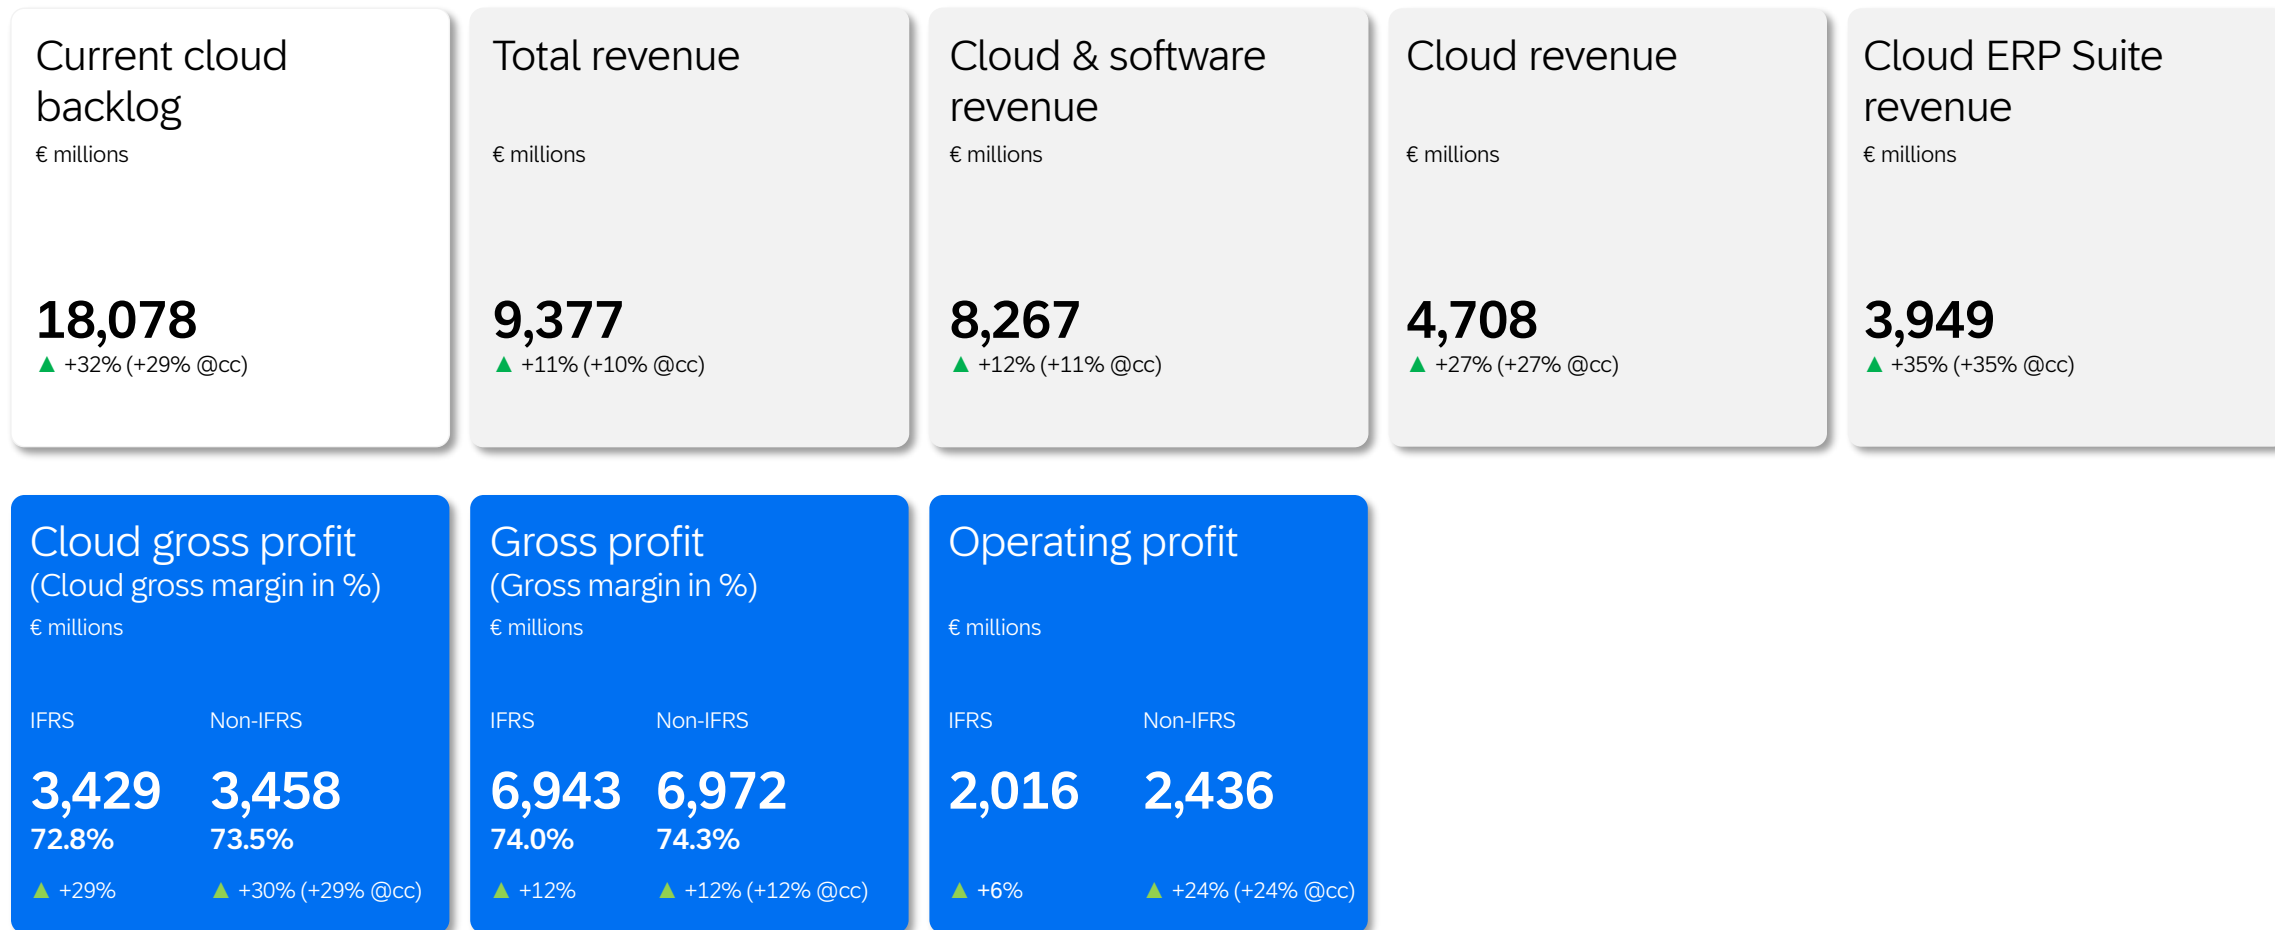 Current cloud
backlog
€ millions
18,078
▲ +32% (+29% @cc)
Total revenue
€ millions
9,377
▲ +11% (+10% @cc)
Cloud & software
revenue
€ millions
8,267
▲ +12% (+11% @cc)
Cloud revenue
€ millions
4,708
▲ +27% (+27% @cc)
Cloud ERP Suite
revenue
€ millions
3,949
▲ +35% (+35% @cc)
Cloud gross profit
(Cloud gross margin in %)
€ millions
IFRS Non-IFRS
3,429 3,458
72.8% 73.5%
▲ +29% ▲ +30% (+29% @cc)
Gross profit
(Gross margin in %)
€ millions
IFRS Non-IFRS
6,943 6,972
74.0% 74.3%
▲ +12% ▲ +12% (+12% @cc)
Operating profit
€ millions
IFRS Non-IFRS
2,016 2,436
▲ +6% ▲ +24% (+24% @cc)